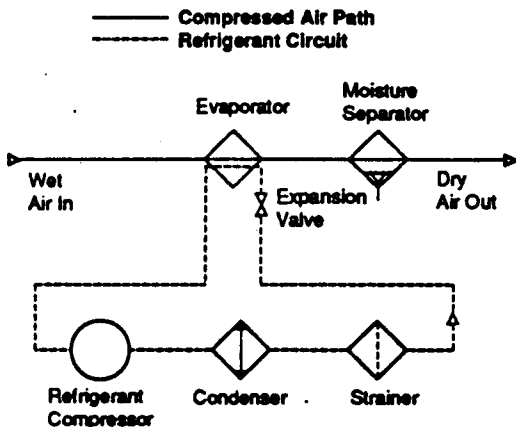 Compressed Air Path
Refrigerant Circuit
Evaporator
Moisture
Separator
Wet
Air In
Expansion
Valve
Dry
Air Out
Refrigerant
Compressor
Condenser
Strainer